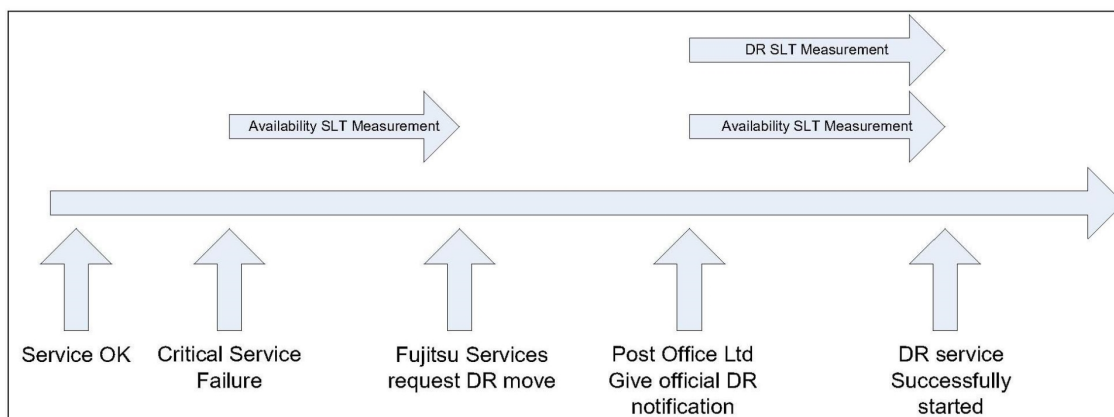 DR SLT Measurement
Availability SLT Measurement
Availability SLT Measurement
Service OK
Critical Service
Failure
Fujitsu Services
request DR move
Post Office Ltd
Give official DR
notification
DR service
Successfully
started